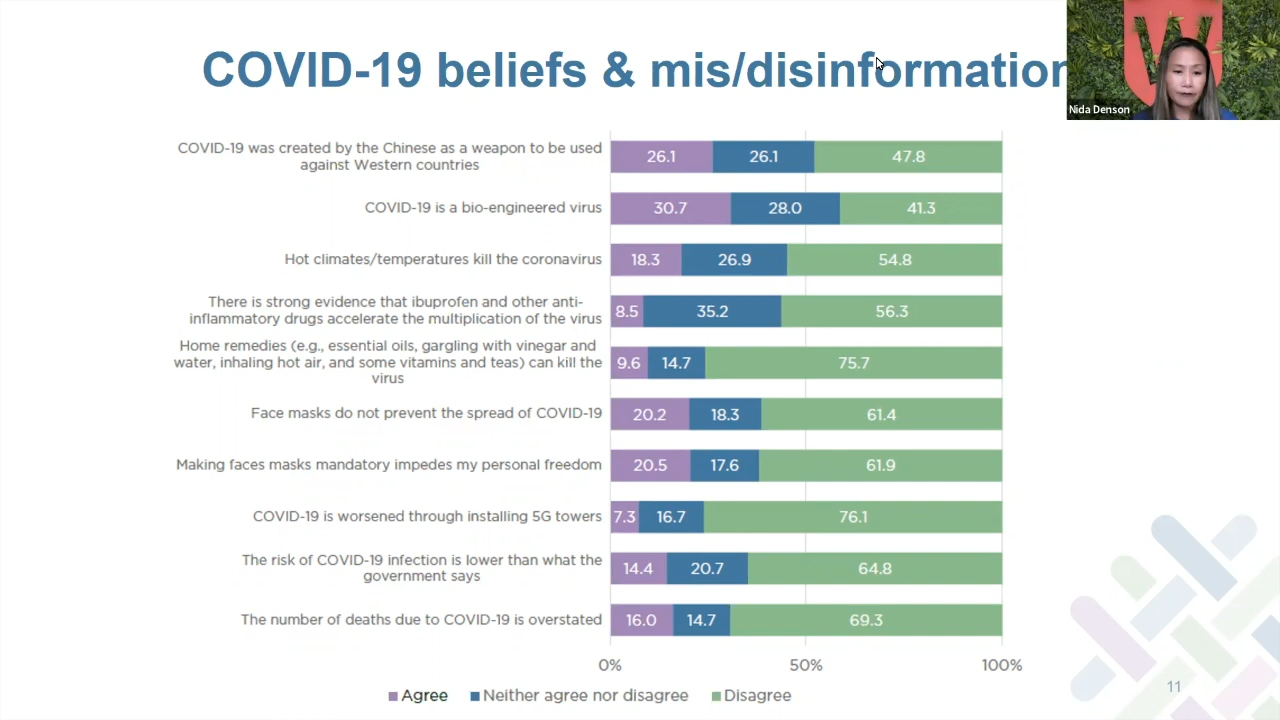 COVID-19 beliefs & mis/disinformation
Nida Denson
COVID-19 was created by the Chinese as a weapon to be used
against Western countries
26.1 26.1 47.8
COVID-19 is a bio-engineered virus
30.7 28.0 41.3
Hot climates/temperatures kill the coronavirus
18.3 26.9 54.8
There is strong evidence that ibuprofen and other anti-
inflammatory drugs accelerate the multiplication of the virus
8.5 35.2 56.3
Home remedies (e.g., essential oils, gargling with vinegar and
water, inhaling hot air, and some vitamins and teas) can kill the
virus
9.6 14.7 75.7
Face masks do not prevent the spread of COVID-19
20.2 18.3 61.4
Making faces masks mandatory impedes my personal freedom
20.5 17.6 61.9
COVID-19 is worsened through installing 5G towers
7.3 16.7 76.1
The risk of COVID-19 infection is lower than what the
government says
14.4 20.7 64.8
The number of deaths due to COVID-19 is overstated
16.0 14.7 69.3
0% 50% 100%
Agree Neither agree nor disagree Disagree
11